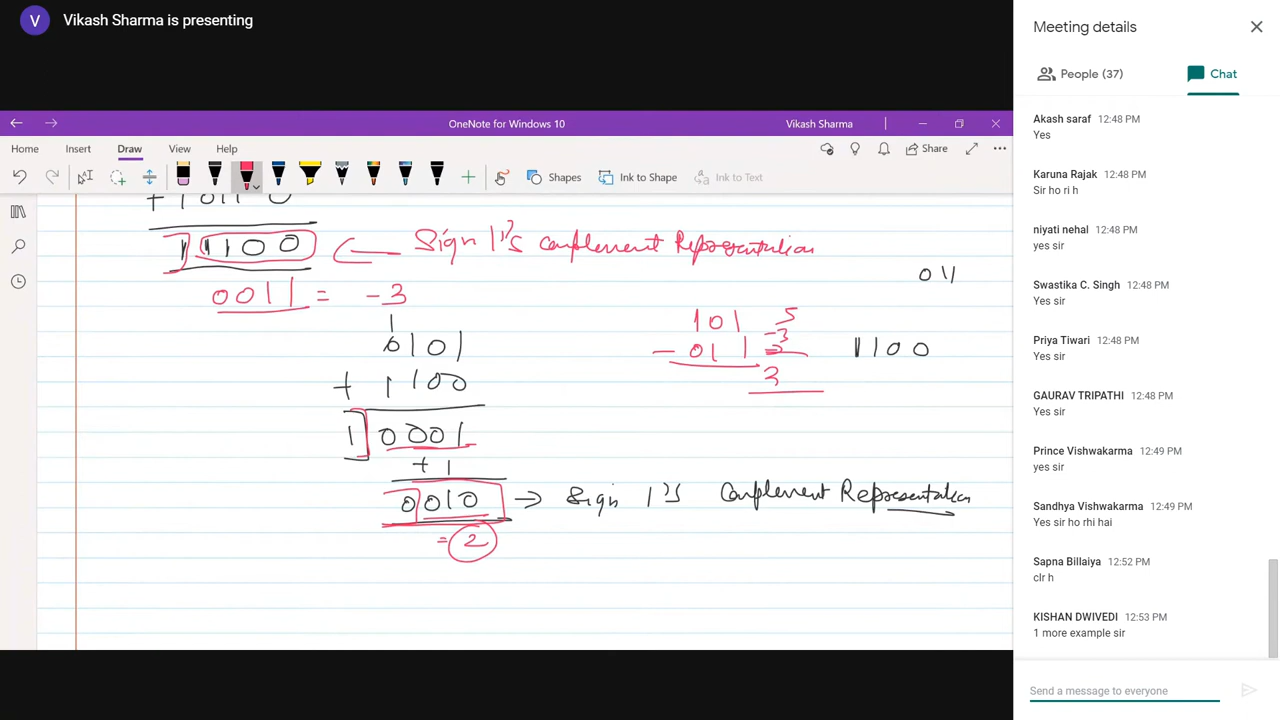 V Vikash Sharma is presenting
OneNote for Windows 10
Vikash Sharma
Home Insert Draw View Help
Share
Shapes Ink to Shape Ink to Text
1 1100 Sign 1's Complement Representation
0011 = -3
1
0101
+ 1100
1 0001
+ 1
0010 → Sign 1's Complement Representation
= 2
011
101 5
- 011 -3
3
1100
Meeting details
People (37) Chat
Akash saraf 12:48 PM
Yes
Karuna Rajak 12:48 PM
Sir ho ri h
niyati nehal 12:48 PM
yes sir
Swastika C. Singh 12:48 PM
Yes sir
Priya Tiwari 12:48 PM
Yes sir
GAURAV TRIPATHI 12:48 PM
Yes sir
Prince Vishwakarma 12:49 PM
yes sir
Sandhya Vishwakarma 12:49 PM
Yes sir ho rhi hai
Sapna Billaiya 12:52 PM
clr h
KISHAN DWIVEDI 12:53 PM
1 more example sir
Send a message to everyone